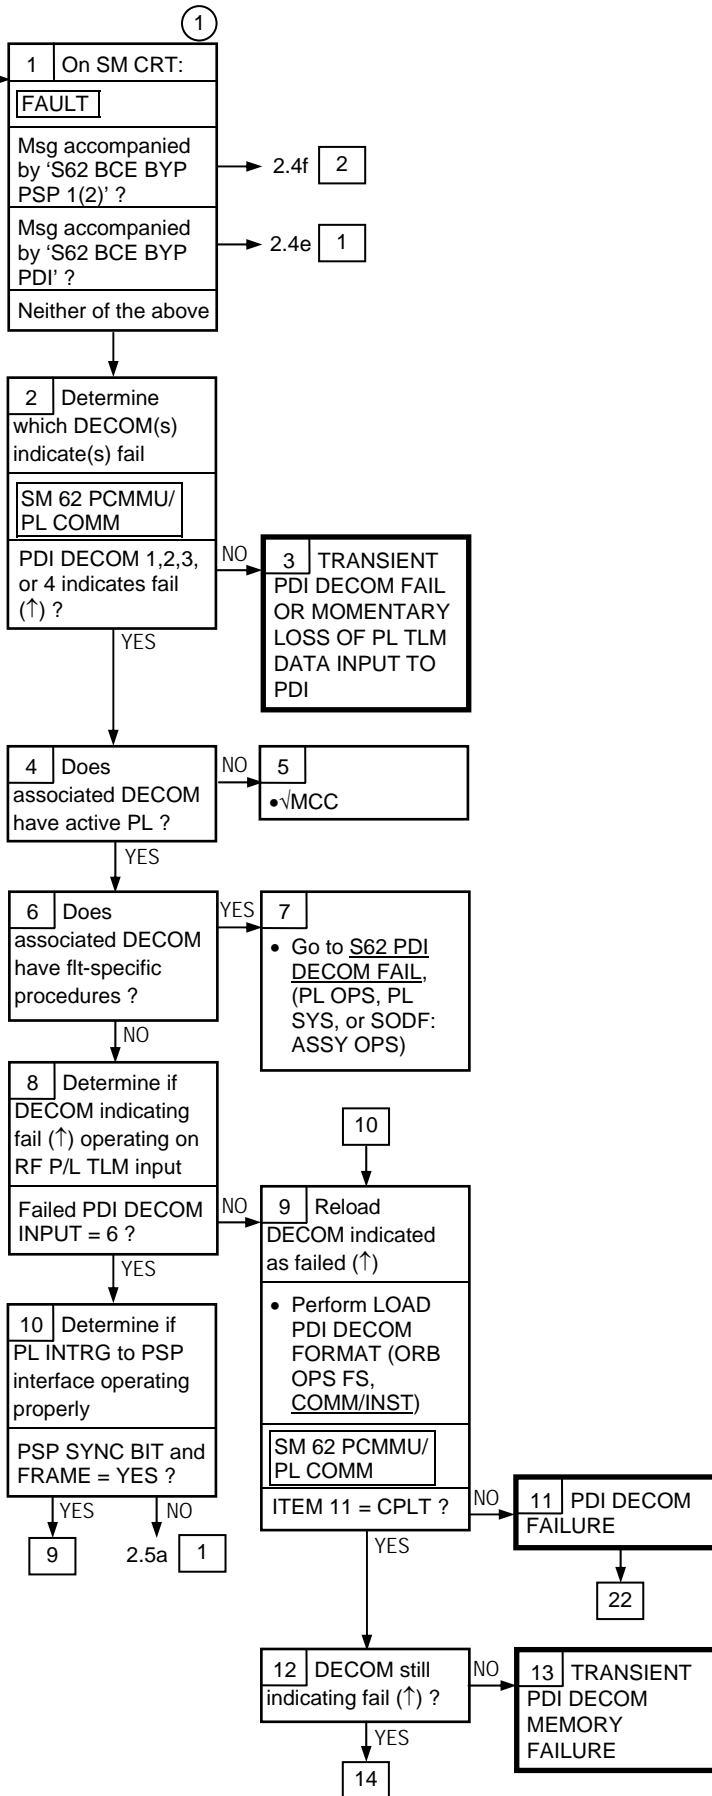 1
1 On SM CRT:
FAULT
Msg accompanied
by ‘S62 BCE BYP
PSP 1(2)’ ?
2.4f 2
Msg accompanied
by ‘S62 BCE BYP
PDI’ ?
2.4e 1
Neither of the above
2 Determine
which DECOM(s)
indicate(s) fail
SM 62 PCMMU/
PL COMM
PDI DECOM 1,2,3,
or 4 indicates fail
(↑) ?
NO
YES
3 TRANSIENT
PDI DECOM FAIL
OR MOMENTARY
LOSS OF PL TLM
DATA INPUT TO
PDI
4 Does
associated DECOM
have active PL ?
NO
YES
5
•√MCC
6 Does
associated DECOM
have flt-specific
procedures ?
YES
NO
7
• Go to S62 PDI
DECOM FAIL,
(PL OPS, PL
SYS, or SODF:
ASSY OPS)
8 Determine if
DECOM indicating
fail (↑) operating on
RF P/L TLM input
Failed PDI DECOM
INPUT = 6 ?
NO
YES
10
9 Reload
DECOM indicated
as failed (↑)
• Perform LOAD
PDI DECOM
FORMAT (ORB
OPS FS,
COMM/INST)
SM 62 PCMMU/
PL COMM
ITEM 11 = CPLT ?
NO
YES
10 Determine if
PL INTRG to PSP
interface operating
properly
PSP SYNC BIT and
FRAME = YES ?
YES
NO
9
2.5a 1
11 PDI DECOM
FAILURE
22
12 DECOM still
indicating fail (↑) ?
NO
YES
14
13 TRANSIENT
PDI DECOM
MEMORY
FAILURE